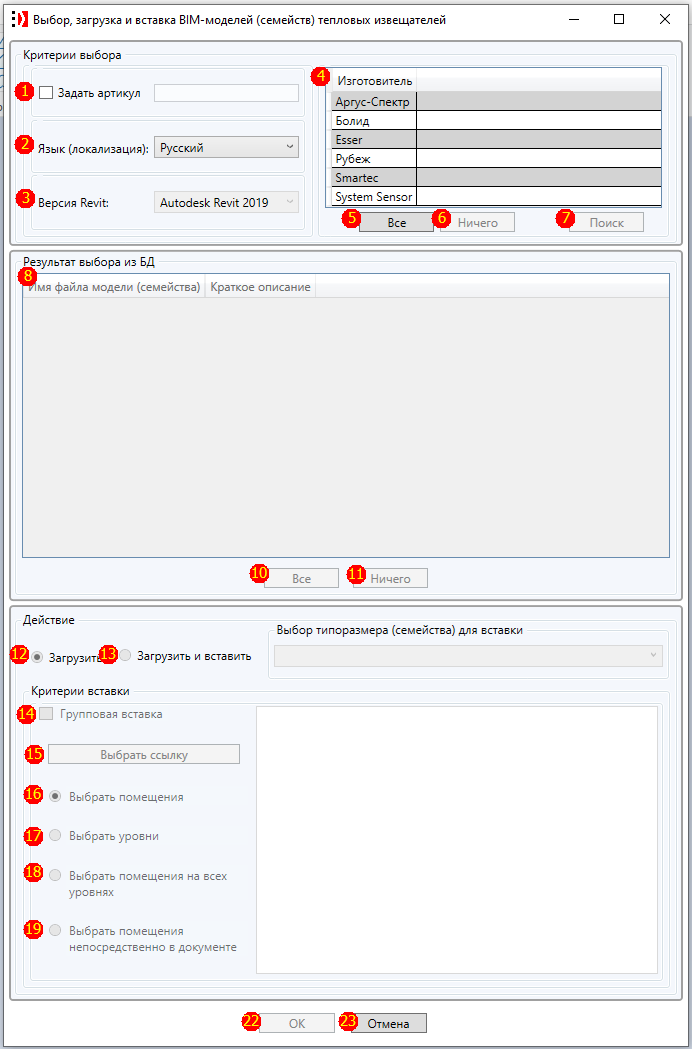 Выбор, загрузка и вставка BIM-моделей (семейств) тепловых извещателей
Критерии выбора
1 Задать артикул
2 Язык (локализация): Русский
3 Версия Revit: Autodesk Revit 2019
4 Изготовитель
Аргус-Спектр
Болид
Esser
Рубеж
Smartec
System Sensor
5 Все 6 Ничего 7 Поиск
Результат выбора из БД
8
Имя файла модели (семейства) Краткое описание
10 Все 11 Ничего
Действие
12 Загрузить 13 Загрузить и вставить
Выбор типоразмера (семейства) для вставки
Критерии вставки
14 Групповая вставка
15 Выбрать ссылку
16 Выбрать помещения
17 Выбрать уровни
18 Выбрать помещения на всех
уровнях
19 Выбрать помещения
непосредственно в документе
22 ОК 23 Отмена